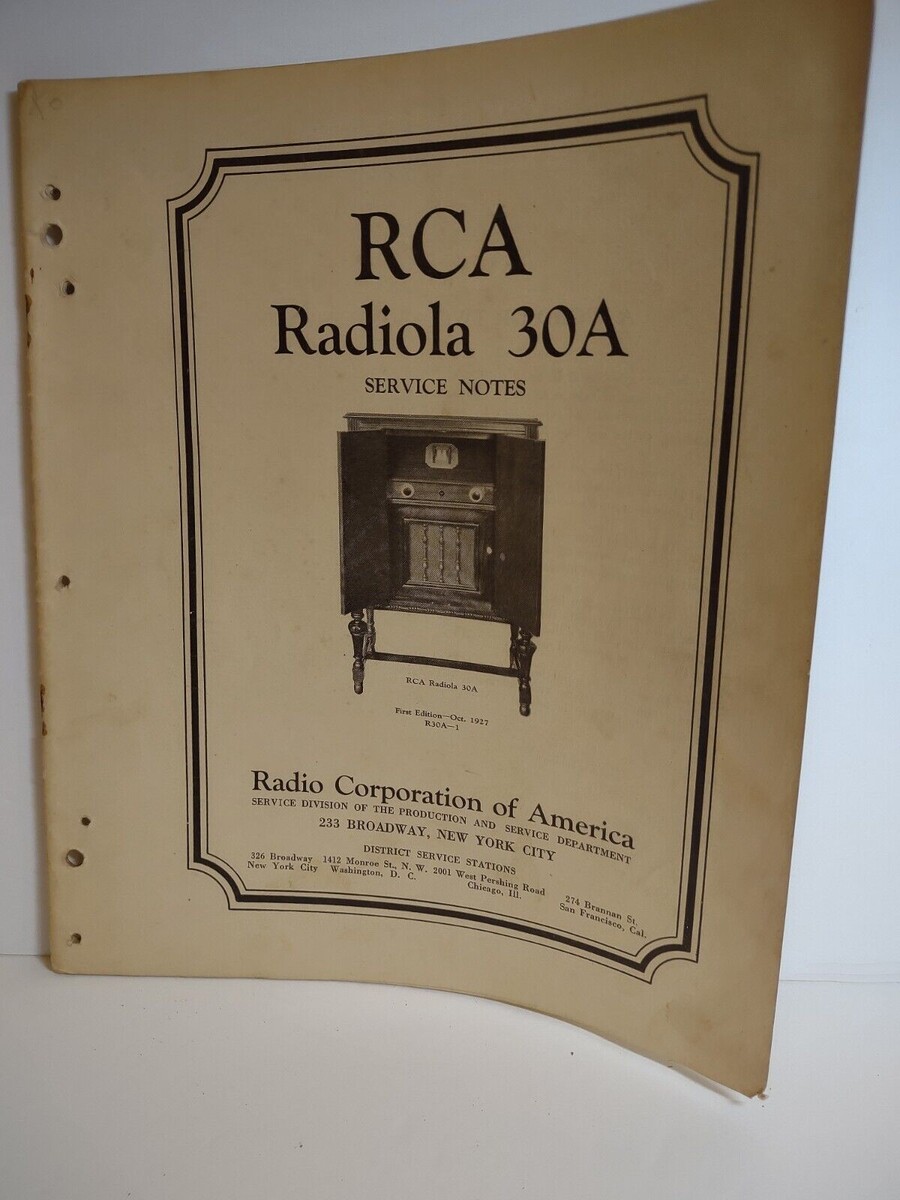 RCA
Radiola 30A
SERVICE NOTES
RCA Radiola 30A
First Edition—Oct. 1927
R30A—1
Radio Corporation of America
SERVICE DIVISION OF THE PRODUCTION AND SERVICE DEPARTMENT
233 BROADWAY, NEW YORK CITY
DISTRICT SERVICE STATIONS
326 Broadway 1412 Monroe St., N. W. 2001 West Pershing Road 274 Brannan St.
New York City Washington, D. C. Chicago, Ill. San Francisco, Cal.